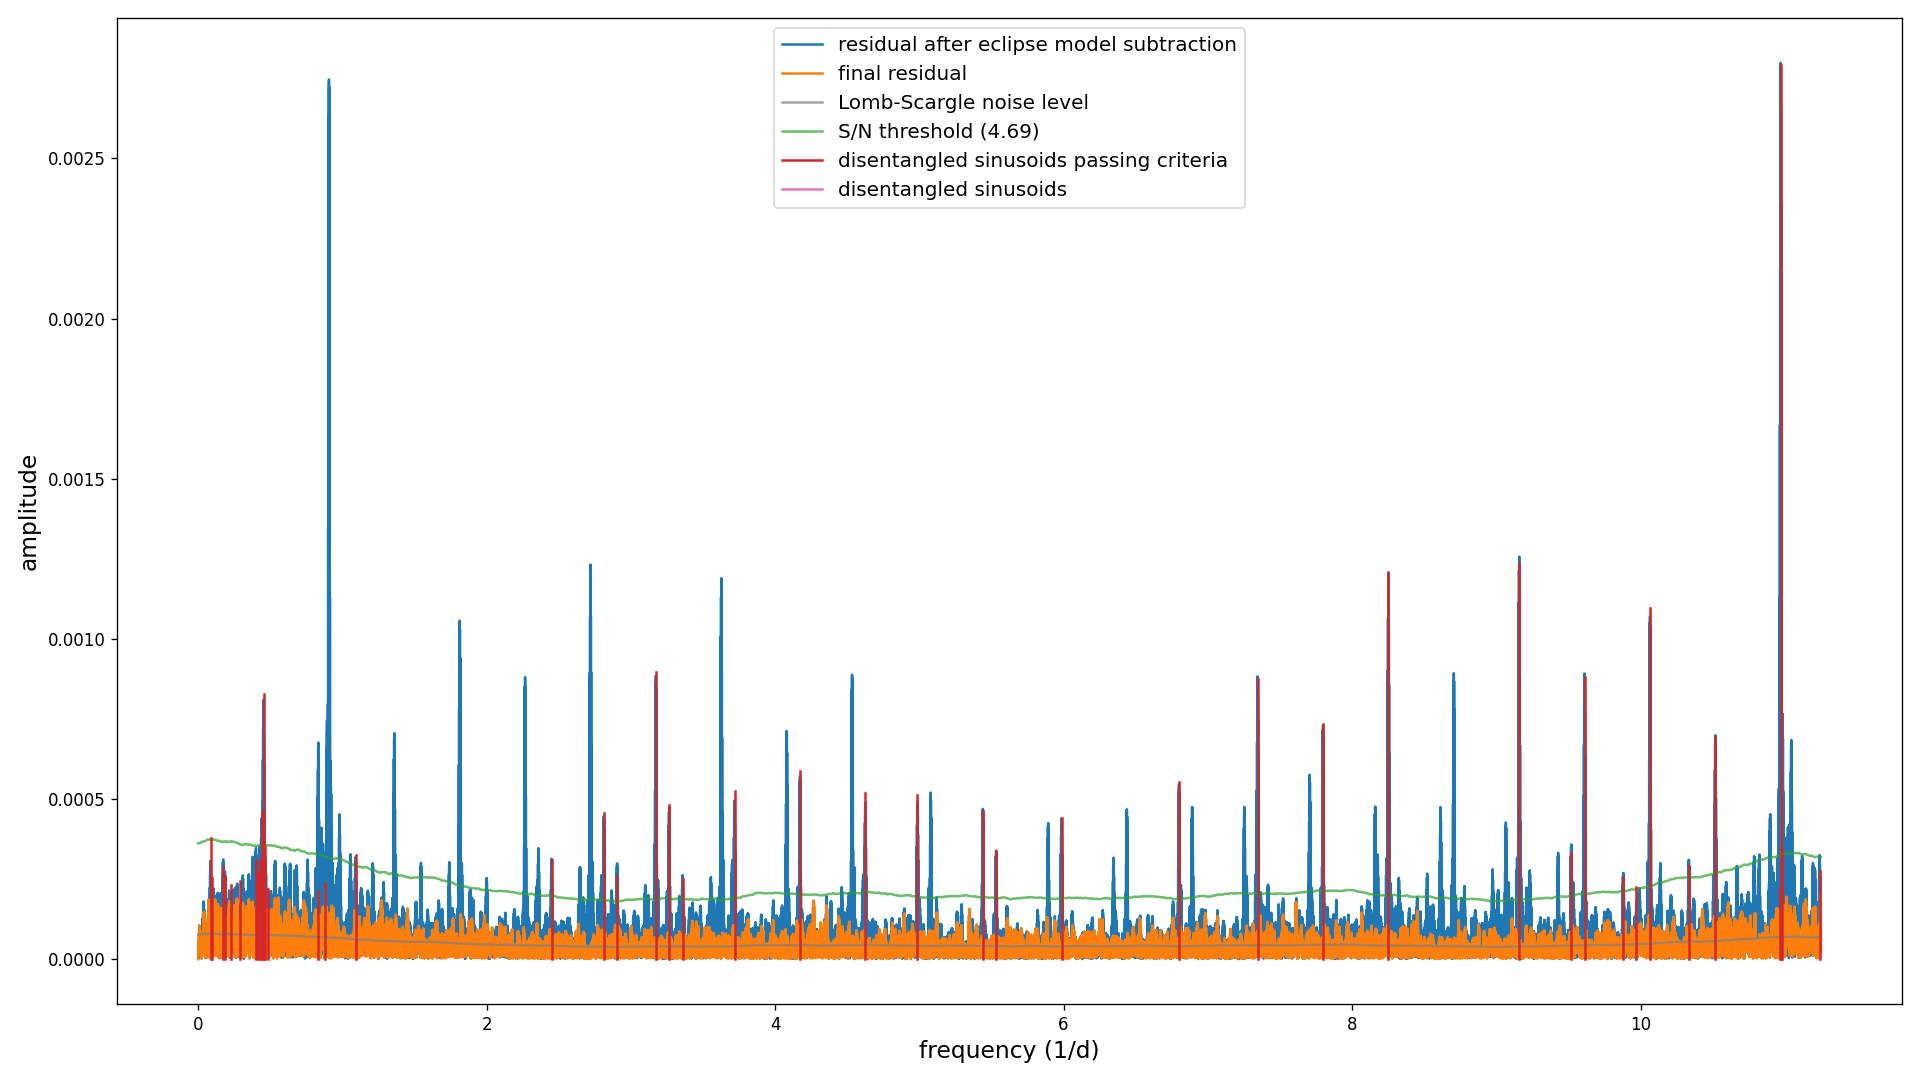 residual after eclipse model subtraction
final residual
Lomb-Scargle noise level
S/N threshold (4.69)
disentangled sinusoids passing criteria
disentangled sinusoids
amplitude
0.0025
0.0020
0.0015
0.0010
0.0005
0.0000
0 2 4 6 8 10
frequency (1/d)